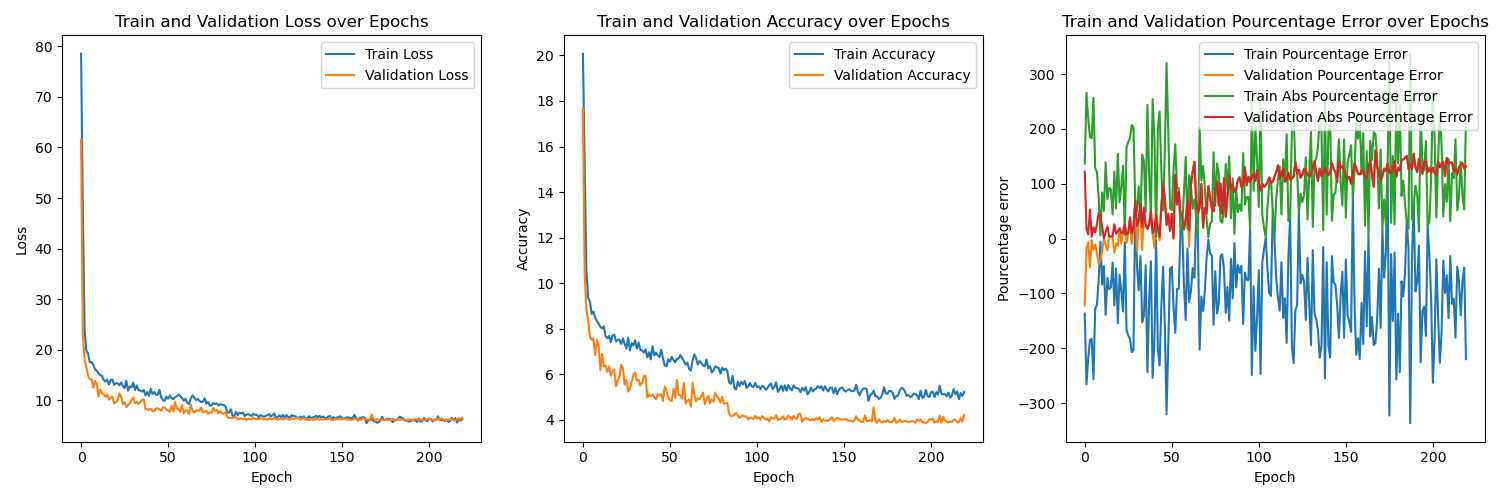 Train and Validation Loss over Epochs
80
70
60
50
40
30
20
10
Loss
0
50
100
150
200
Epoch
Train Loss
Validation Loss
Train and Validation Accuracy over Epochs
20
18
16
14
12
10
8
6
4
Accuracy
0
50
100
150
200
Epoch
Train Accuracy
Validation Accuracy
Train and Validation Pourcentage Error over Epochs
300
200
100
0
−100
−200
−300
Pourcentage error
0
50
100
150
200
Epoch
Train Pourcentage Error
Validation Pourcentage Error
Train Abs Pourcentage Error
Validation Abs Pourcentage Error